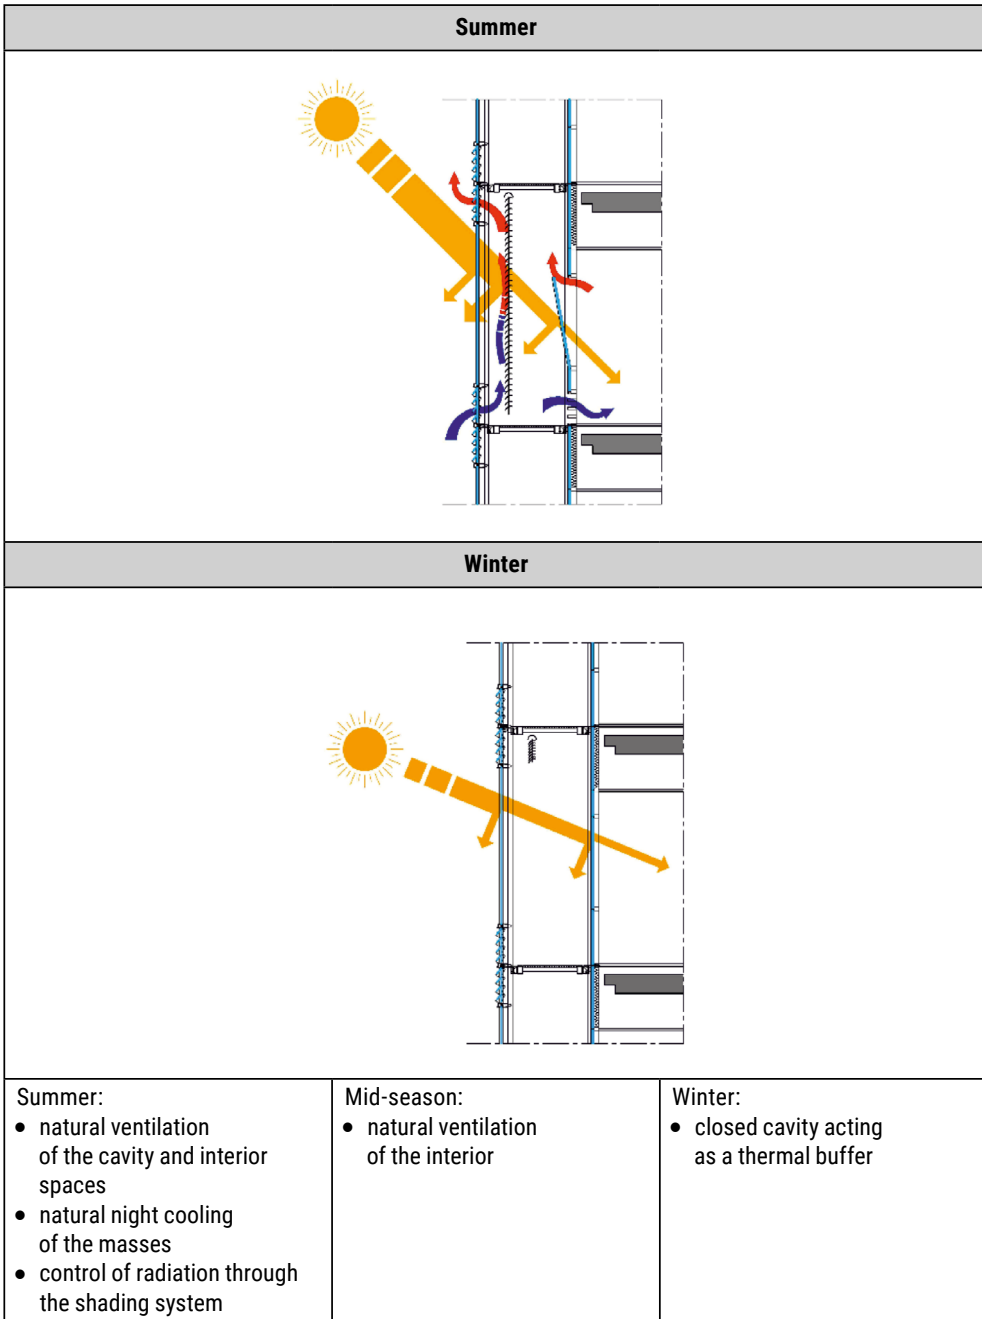 Summer
Winter
Summer:
• natural ventilation
of the cavity and interior
spaces
• natural night cooling
of the masses
• control of radiation through
the shading system
Mid-season:
• natural ventilation
of the interior
Winter:
• closed cavity acting
as a thermal buffer